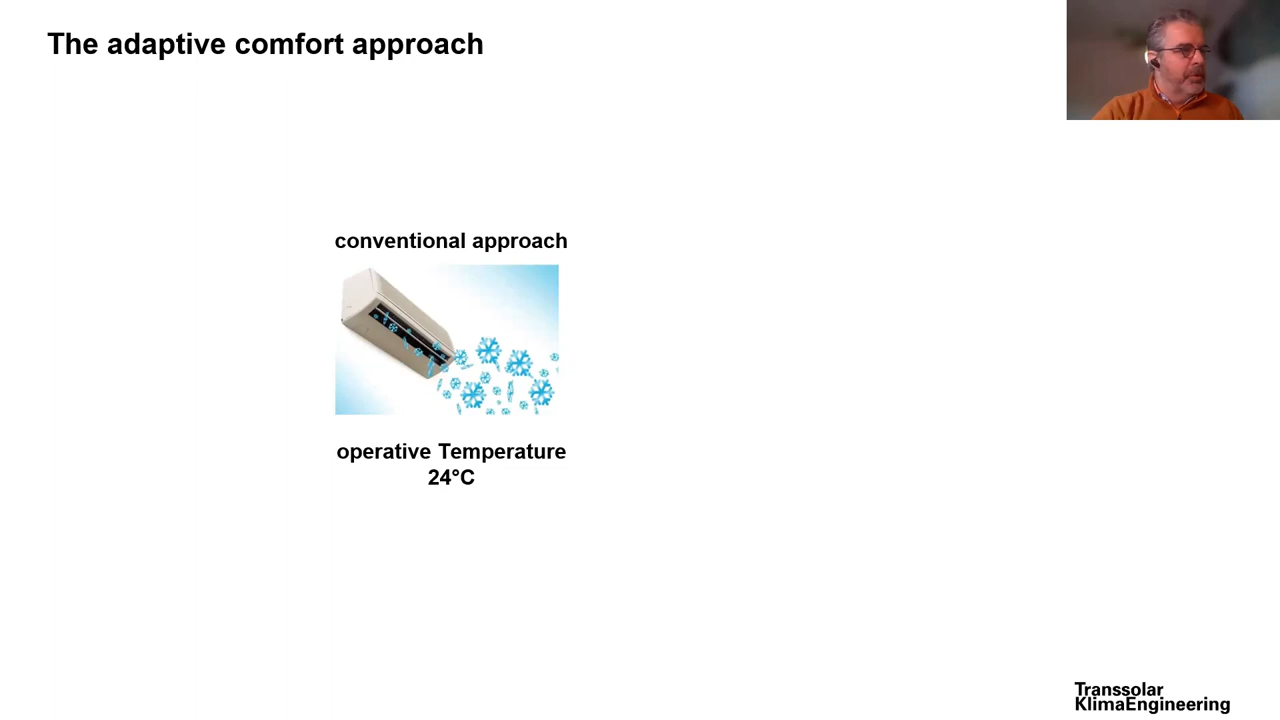 The adaptive comfort approach
conventional approach
operative Temperature
24°C
Transsolar
KlimaEngineering